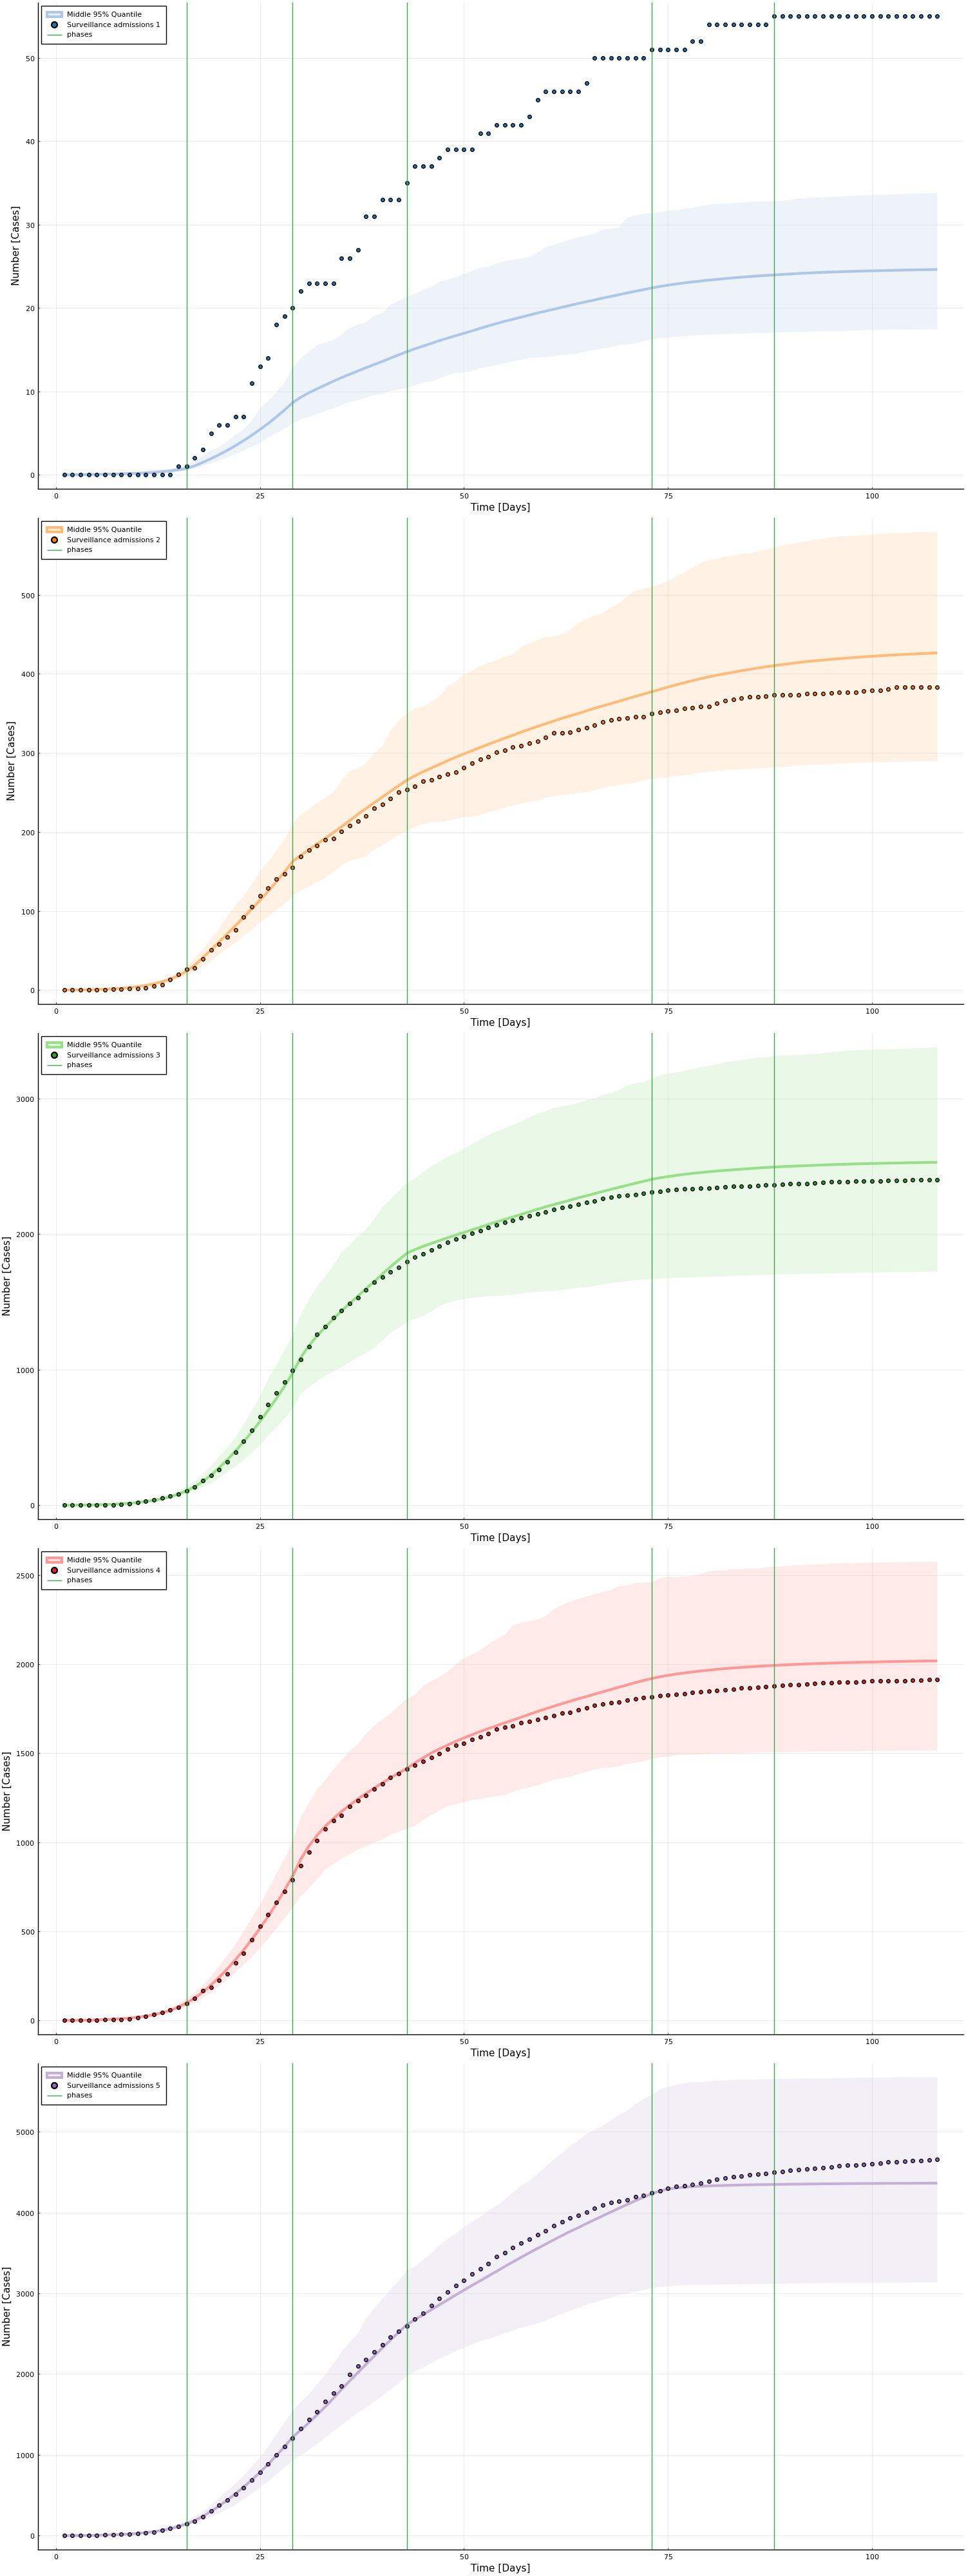 Middle 95% Quantile
Surveillance admissions 1
phases
Number [Cases]
50
40
30
20
10
0
0 25 50 75 100
Time [Days]
Middle 95% Quantile
Surveillance admissions 2
phases
Number [Cases]
500
400
300
200
100
0
0 25 50 75 100
Time [Days]
Middle 95% Quantile
Surveillance admissions 3
phases
Number [Cases]
3000
2000
1000
0
0 25 50 75 100
Time [Days]
Middle 95% Quantile
Surveillance admissions 4
phases
Number [Cases]
2500
2000
1500
1000
500
0
0 25 50 75 100
Time [Days]
Middle 95% Quantile
Surveillance admissions 5
phases
Number [Cases]
5000
4000
3000
2000
1000
0
0 25 50 75 100
Time [Days]